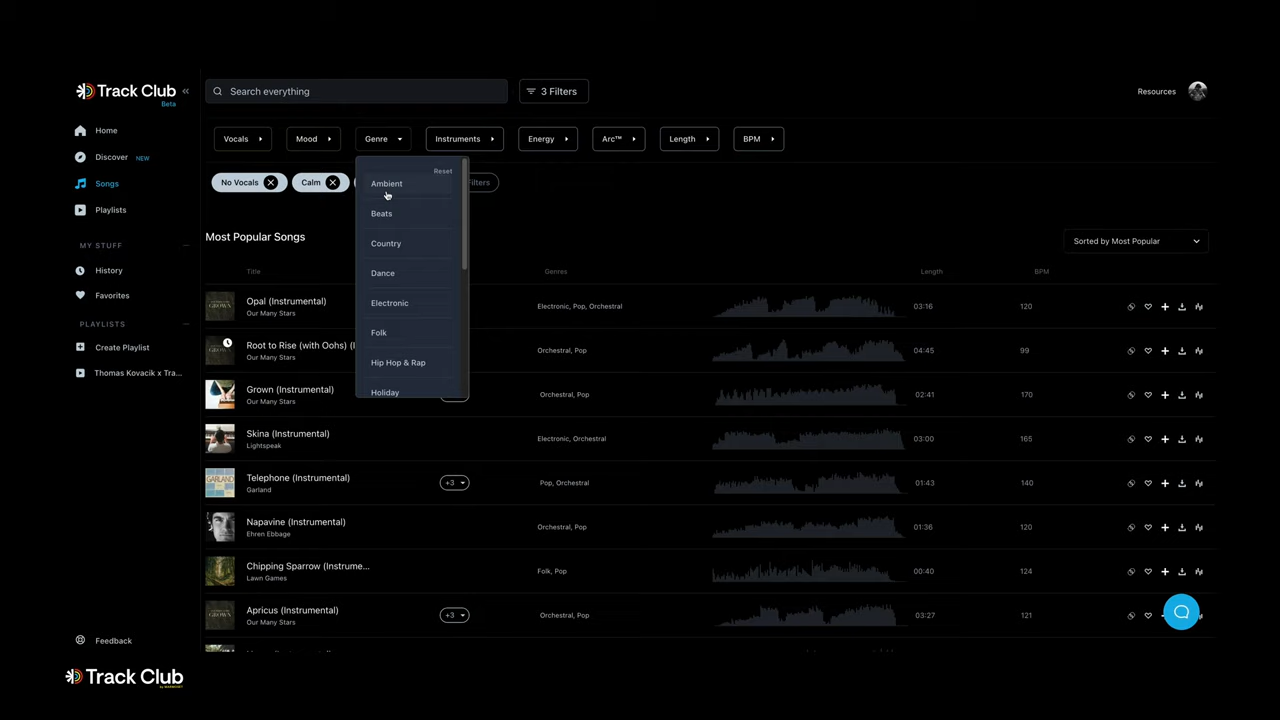 Track Club
Beta
Search everything
3 Filters
Resources
Home
Discover NEW
Songs
Playlists
MY STUFF
History
Favorites
PLAYLISTS
Create Playlist
Thomas Kovacik x Tra...
Feedback
Vocals
Mood
Genre
Instruments
Energy
Arc™
Length
BPM
No Vocals
Calm
Filters
Reset
Ambient
Beats
Country
Dance
Electronic
Folk
Hip Hop & Rap
Holiday
Most Popular Songs
Sorted by Most Popular
Title Genres Length BPM
Opal (Instrumental)
Our Many Stars
Electronic, Pop, Orchestral 03:16 120
Root to Rise (with Oohs) (I
Our Many Stars
Orchestral, Pop 04:45 99
Grown (Instrumental)
Our Many Stars
Orchestral, Pop 02:41 170
Skina (Instrumental)
Lightspeak
Electronic, Orchestral 03:00 165
Telephone (Instrumental)
Garland
+3 Pop, Orchestral 01:43 140
Napavine (Instrumental)
Ehren Ebbage
Orchestral, Pop 01:36 120
Chipping Sparrow (Instrume...
Lawn Games
Folk, Pop 00:40 124
Apricus (Instrumental)
Our Many Stars
+3 Orchestral, Pop 03:27 121
Track Club